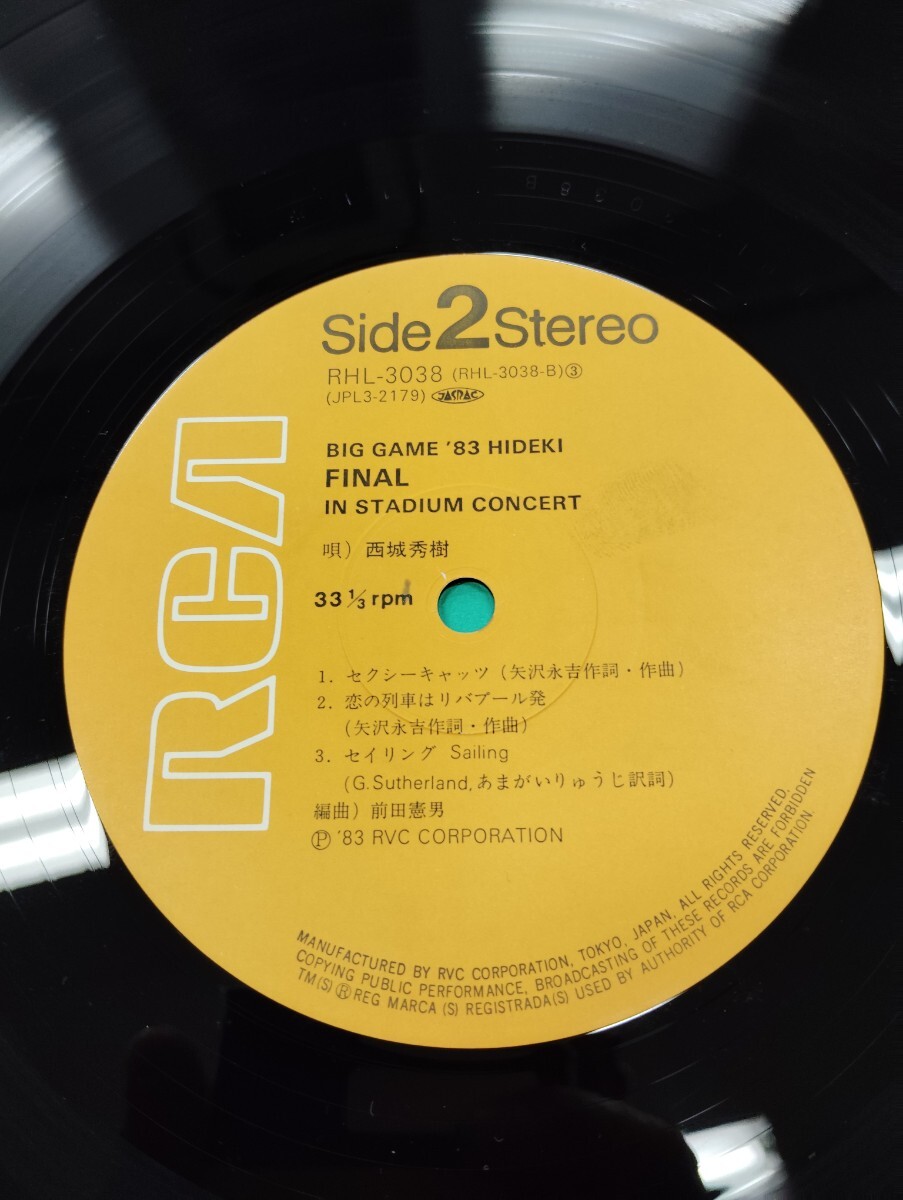 Side 2 Stereo
RHL-3038 (RHL-3038-B)③
(JPL3-2179) JASRAC
BIG GAME '83 HIDEKI
FINAL
IN STADIUM CONCERT
唄) 西城秀樹
33 1/3 rpm
1. セクシーキャッツ (矢沢永吉作詞・作曲)
2. 恋の列車はリバプール発
(矢沢永吉作詞・作曲)
3. セイリング Sailing
(G.Sutherland,あまがいりゅうじ訳詞)
編曲) 前田憲男
Ⓟ '83 RVC CORPORATION
RCA
MANUFACTURED BY RVC CORPORATION, TOKYO, JAPAN, ALL RIGHTS RESERVED.
COPYING PUBLIC PERFORMANCE, BROADCASTING OF THESE RECORDS ARE FORBIDDEN
TM(S) ® REG MARCA (S) REGISTRADA(S) USED BY AUTHORITY OF RCA CORPORATION.